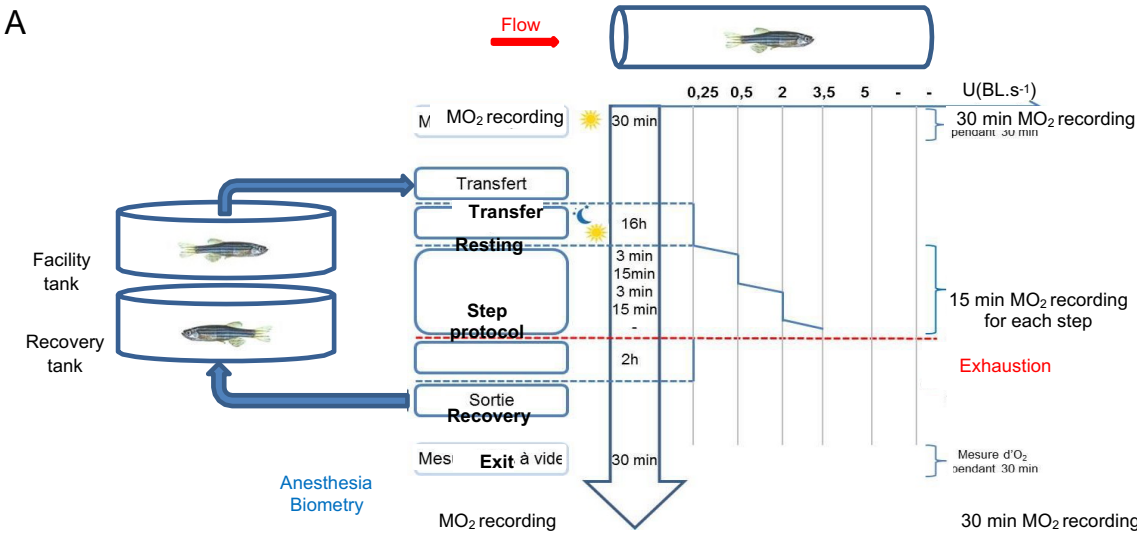 A
Flow
0,25 0,5 2 3,5 5 - - U(BL.s-1)
MO2 recording
30 min
30 min MO2 recording
pendant 30 min
Transfert
Transfer
16h
Resting
Facility
tank
3 min
15min
3 min
15 min
-
Step
protocol
15 min MO2 recording
for each step
Recovery
tank
2h
Exhaustion
Sortie
Recovery
Mes
Exit
à vide
30 min
Mesure d'O2
pendant 30 min
Anesthesia
Biometry
MO2 recording
30 min MO2 recording